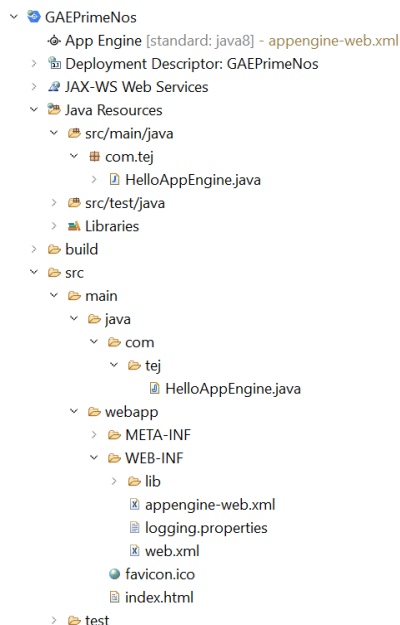 GAEPrimeNos
App Engine [standard: java8] - appengine-web.xml
Deployment Descriptor: GAEPrimeNos
JAX-WS Web Services
Java Resources
src/main/java
com.tej
HelloAppEngine.java
src/test/java
Libraries
build
src
main
java
com
tej
HelloAppEngine.java
webapp
META-INF
WEB-INF
lib
appengine-web.xml
logging.properties
web.xml
favicon.ico
index.html
test